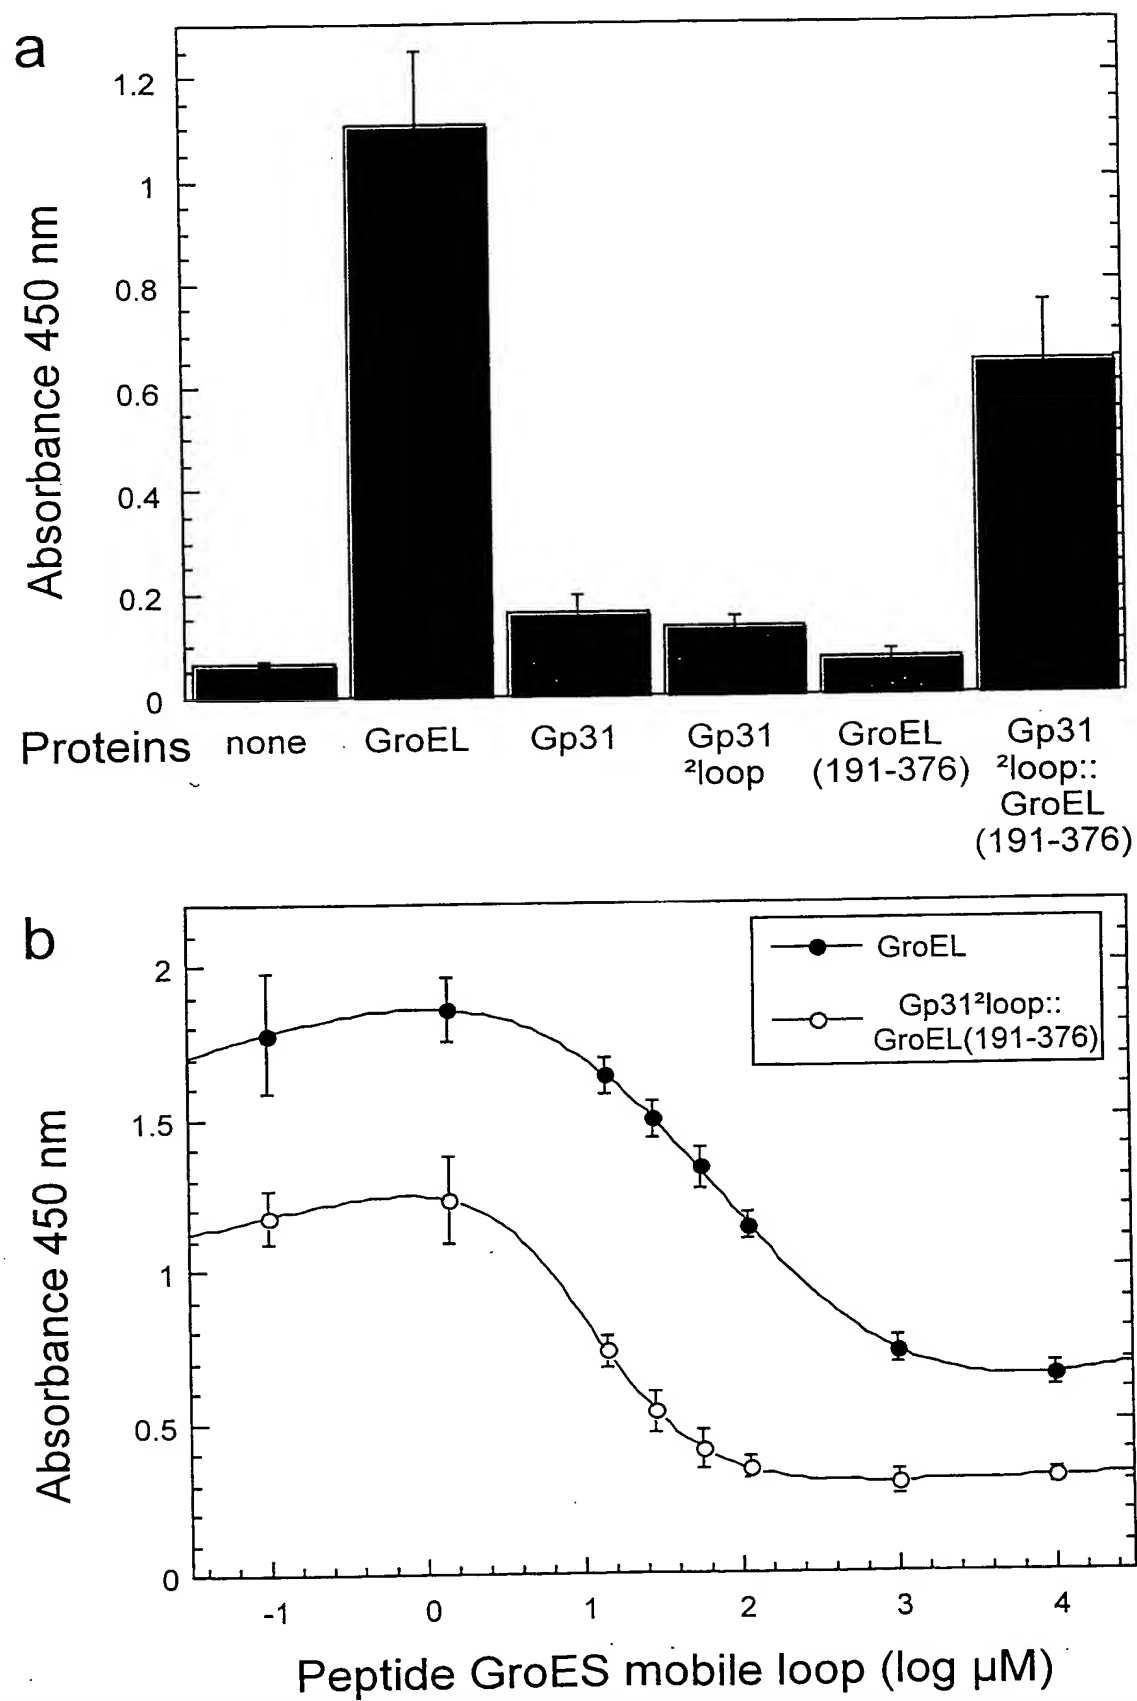 a
Absorbance 450 nm
1.2
1
0.8
0.6
0.4
0.2
0
Proteins none GroEL Gp31 Gp31 ²loop GroEL (191-376) Gp31 ²loop:: GroEL (191-376)
b
Absorbance 450 nm
2
1.5
1
0.5
0
GroEL
Gp31²loop::
GroEL(191-376)
-1 0 1 2 3 4
Peptide GroES mobile loop (log µM)